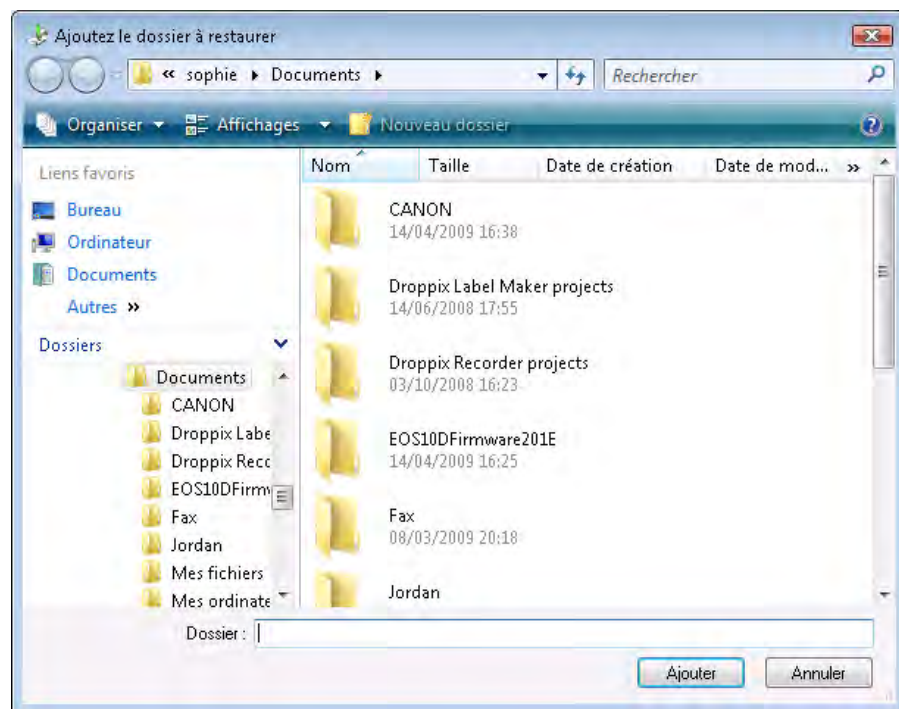 Ajoutez le dossier à restaurer
« sophie Documents Rechercher
Organiser Affichages Nouveau dossier
Liens favoris
Bureau
Ordinateur
Documents
Autres »
Dossiers
Documents
CANON
Droppix Labe
Droppix Recc
EOS10DFirmw
Fax
Jordan
Mes fichiers
Mes ordinate
Nom Taille Date de création Date de mod... »
CANON
14/04/2009 16:38
Droppix Label Maker projects
14/06/2008 17:55
Droppix Recorder projects
03/10/2008 16:23
EOS10DFirmware201E
14/04/2009 16:25
Fax
08/03/2009 20:18
Jordan
Dossier :
Ajouter Annuler